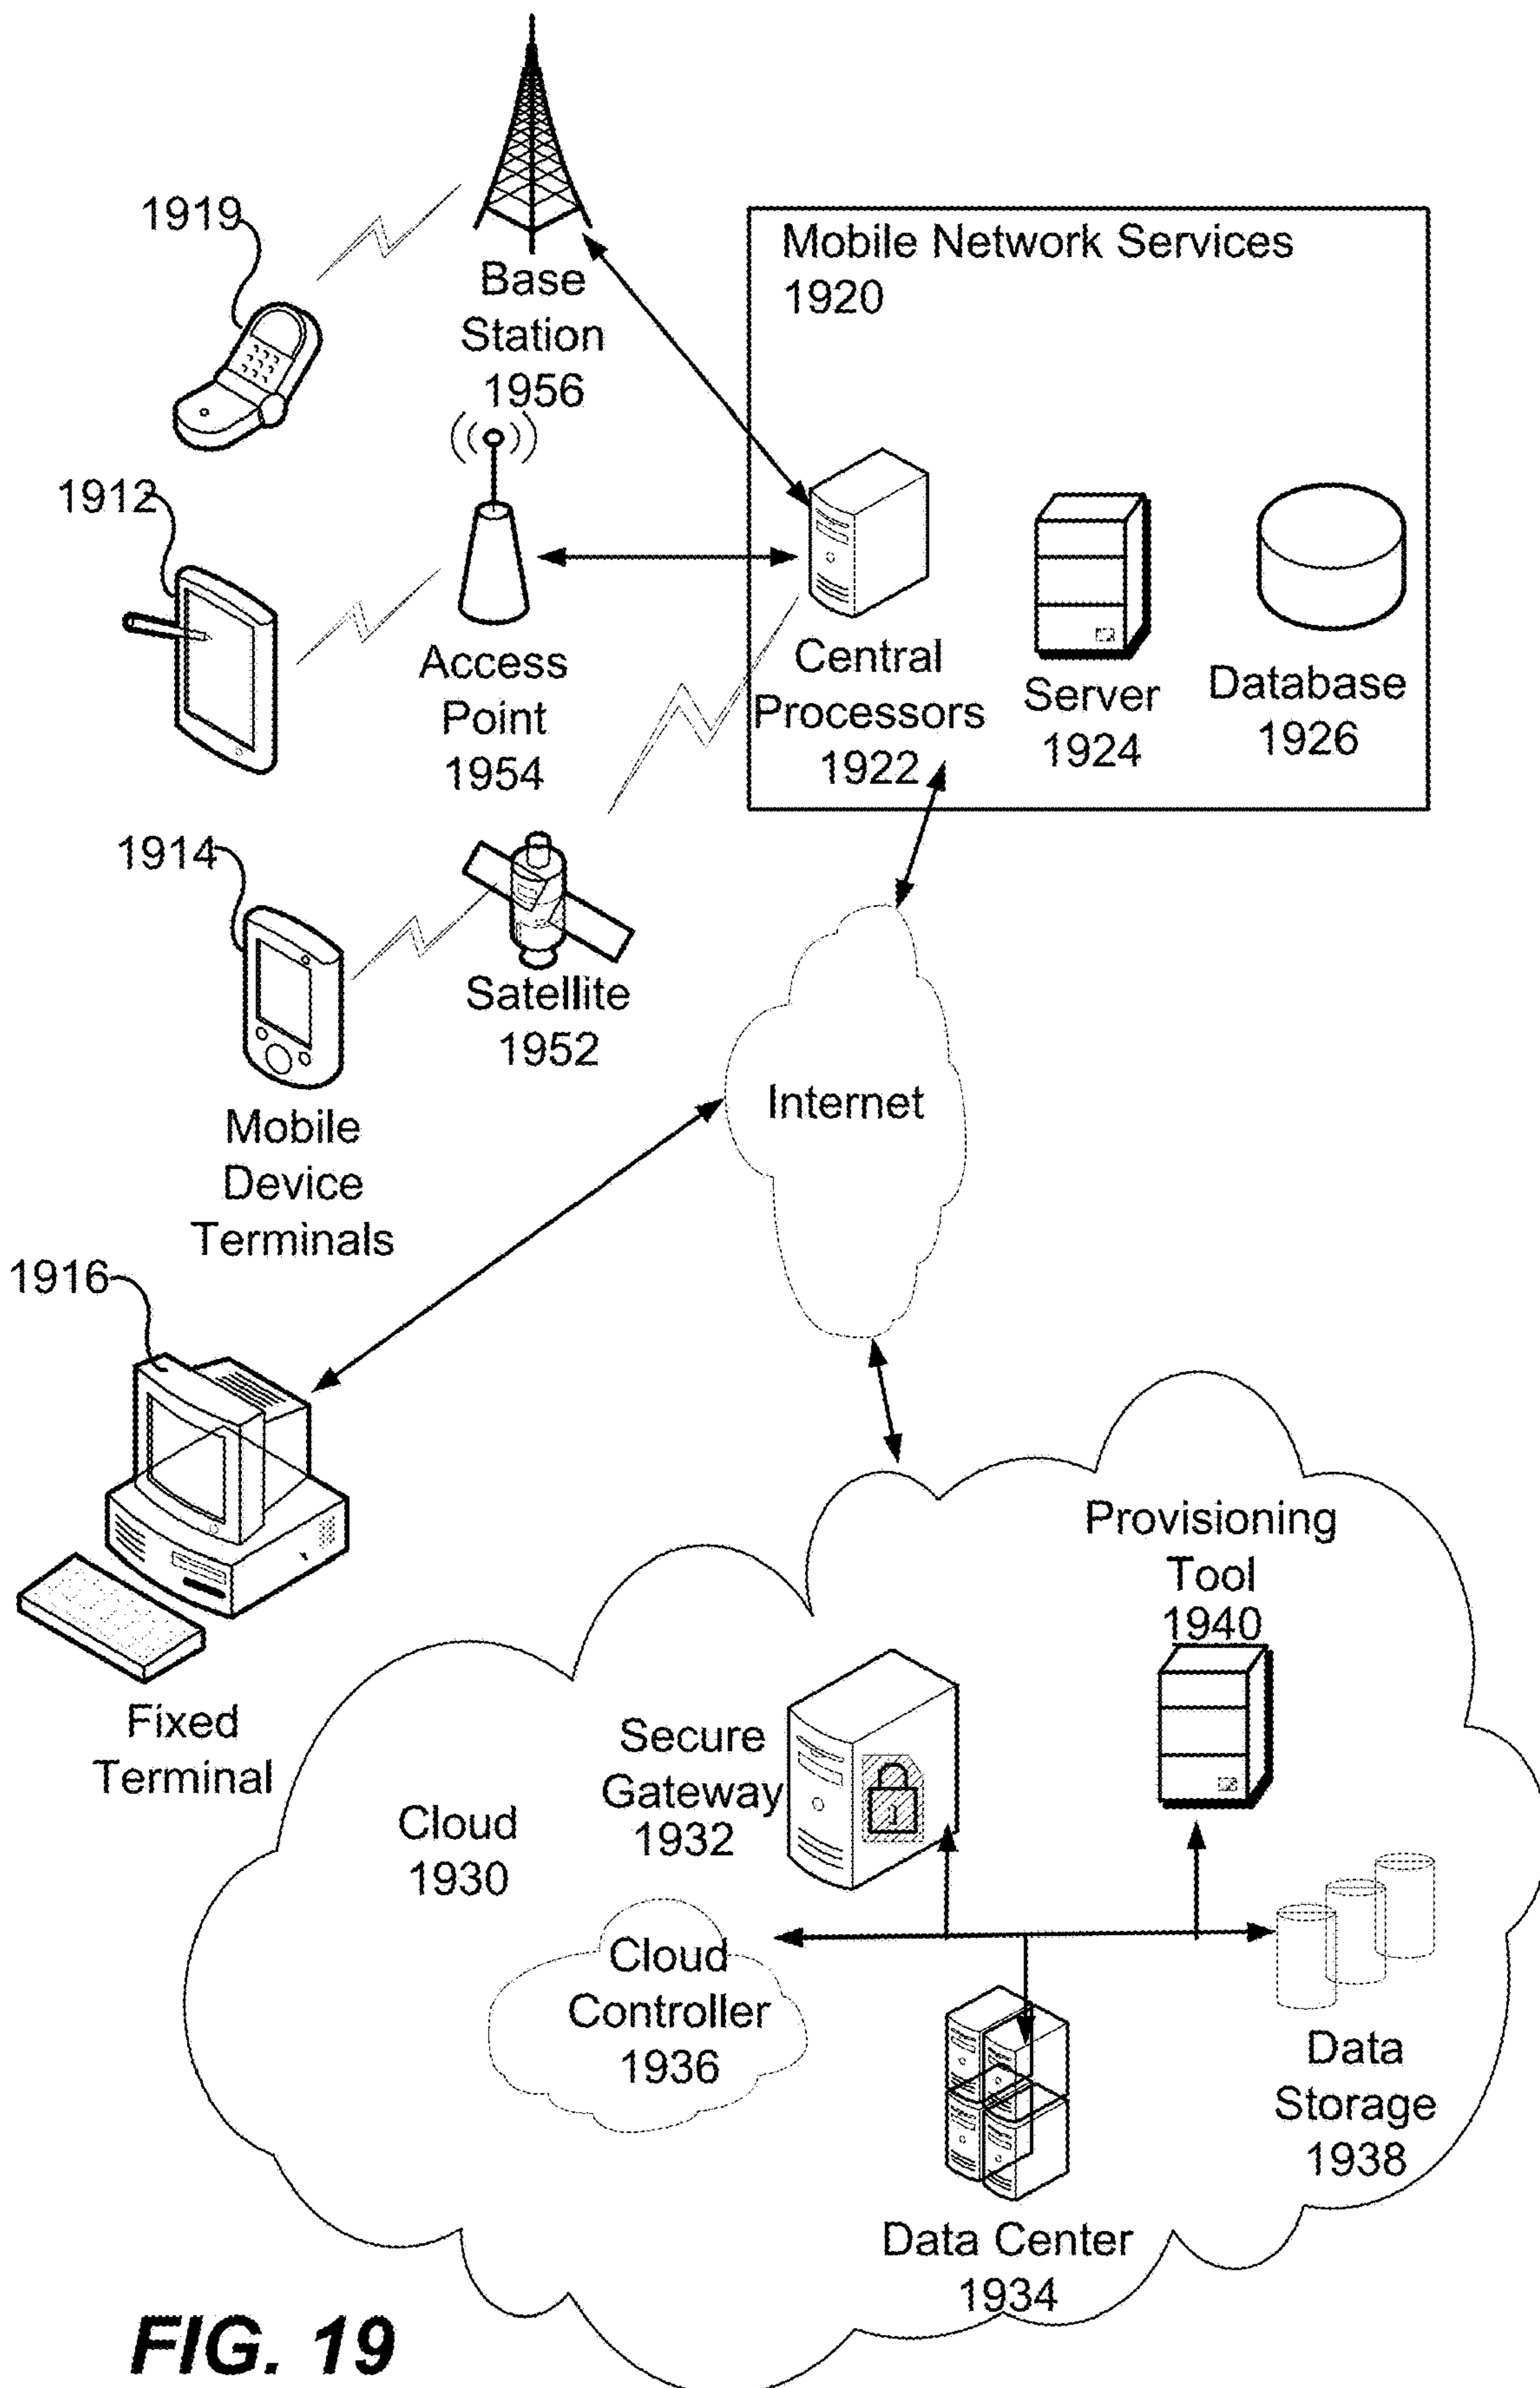 1919
Base
Station
1956
Mobile Network Services
1920
1912
Access
Point
1954
Central
Processors
1922
Server
1924
Database
1926
1914
Satellite
1952
Mobile
Device
Terminals
Internet
1916
Fixed
Terminal
Provisioning
Tool
1940
Secure
Gateway
1932
Cloud
1930
Cloud
Controller
1936
Data
Storage
1938
Data Center
1934
FIG. 19